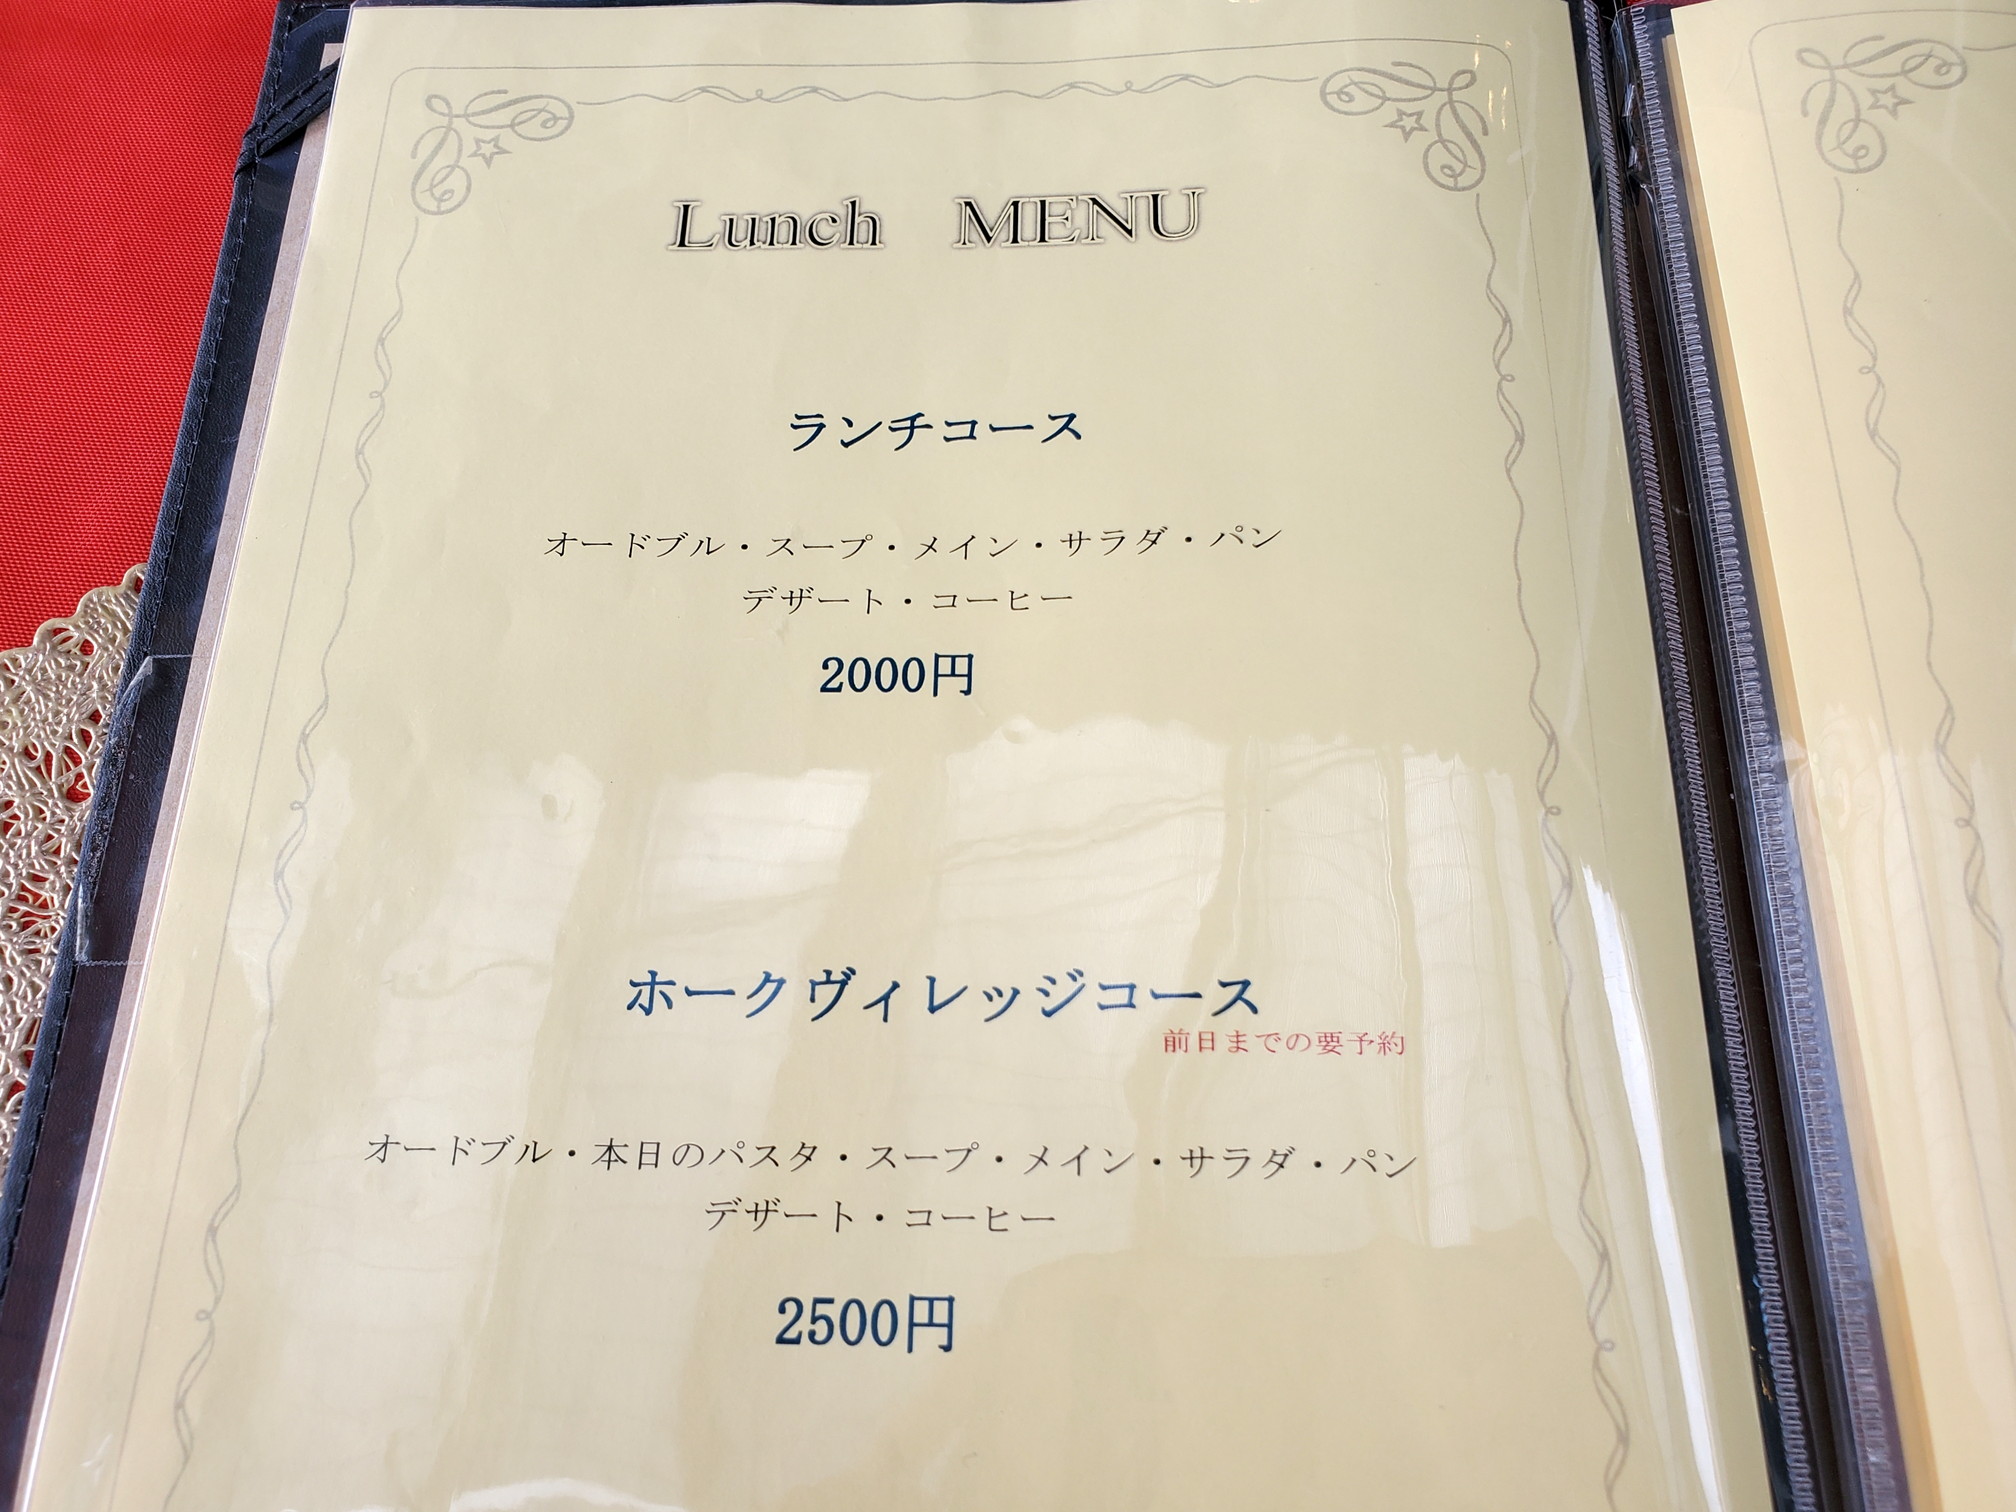 Lunch　MENU
ランチコース
オードブル・スープ・メイン・サラダ・パン
デザート・コーヒー
2000円
ホークヴィレッジコース
前日までの要予約
オードブル・本日のパスタ・スープ・メイン・サラダ・パン
デザート・コーヒー
2500円